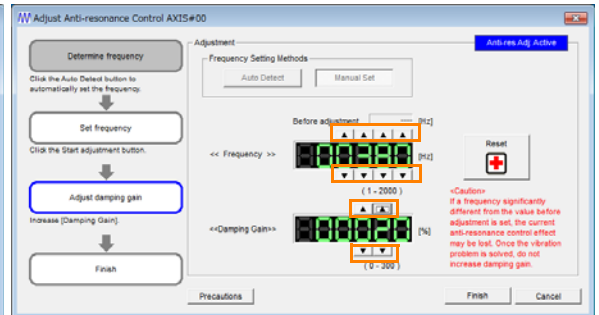 Adjust Anti-resonance Control AXIS#00
Determine frequency
Click the Auto Detect button to
automatically set the frequency.
Set frequency
Click the Start adjustment button.
Adjust damping gain
Increase [Damping Gain].
Finish
Adjustment
Anti-res Adj Active
Frequency Setting Methods
Auto Detect
Manual Set
Before adjustment
[Hz]
<< Frequency >>
[Hz]
(1 - 2000 )
<<Damping Gain>>
00020
[%]
( 0 - 300 )
Reset
<Caution>
If a frequency significantly
different from the value before
adjustment is set, the current
anti-resonance control effect
may be lost. Once the vibration
problem is solved, do not
increase damping gain.
Precautions
Finish
Cancel